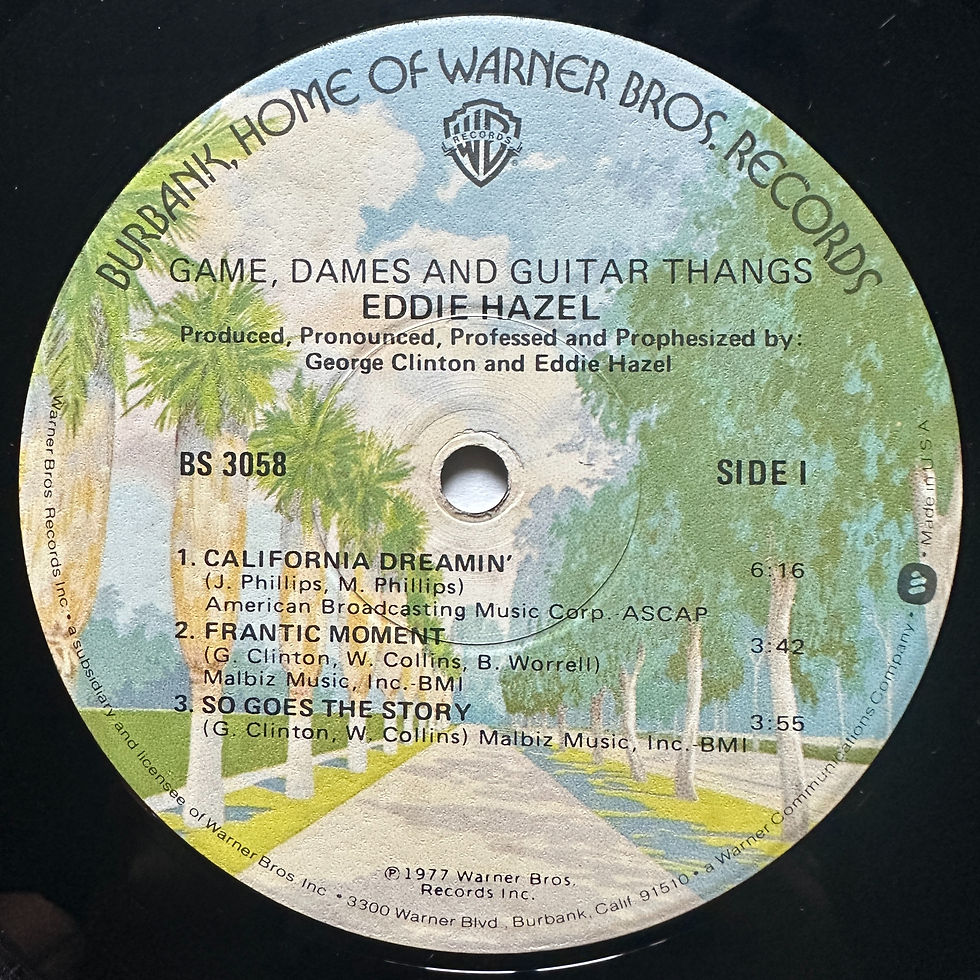 BURBANK, HOME OF WARNER BROS. RECORDS
WB
RECORDS
GAME, DAMES AND GUITAR THANGS
EDDIE HAZEL
Produced, Pronounced, Professed and Prophesized by:
George Clinton and Eddie Hazel
BS 3058
SIDE I
1. CALIFORNIA DREAMIN' 6:16
(J. Phillips, M. Phillips)
American Broadcasting Music Corp.-ASCAP
2. FRANTIC MOMENT 3:42
(G. Clinton, W. Collins, B. Worrell)
Malbiz Music, Inc.-BMI
3. SO GOES THE STORY 3:55
(G. Clinton, W. Collins) Malbiz Music, Inc.-BMI
℗1977 Warner Bros.
Records Inc.
Warner Bros. Records Inc. • a subsidiary and licensee of Warner Bros. Inc. • 3300 Warner Blvd., Burbank, Calif. 91510 • a Warner Communications Company • Made in U.S.A.